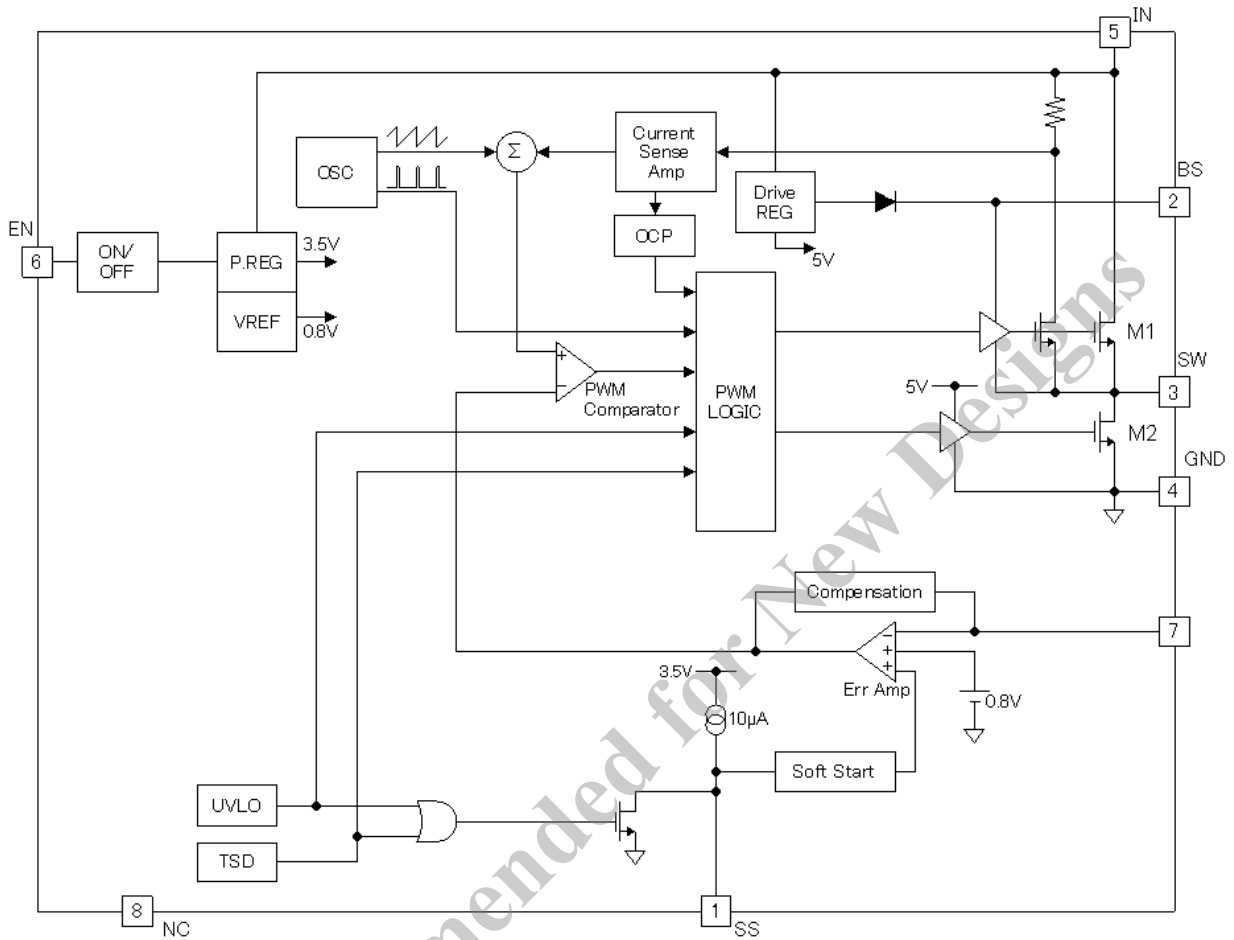 IN
5
Current
Sense
Amp
OSC
Σ
BS
Drive
REG
2
EN
OCP
6
ON/
OFF
P.REG
3.5V
5V
VREF
0.8V
M1
SW
+
−
PWM
Comparator
PWM
LOGIC
5V
3
M2
GND
4
Compensation
7
−
+
+
Err Amp
3.5V
0.8V
10µA
Soft Start
UVLO
TSD
8
NC
1
SS
mended for New Designs